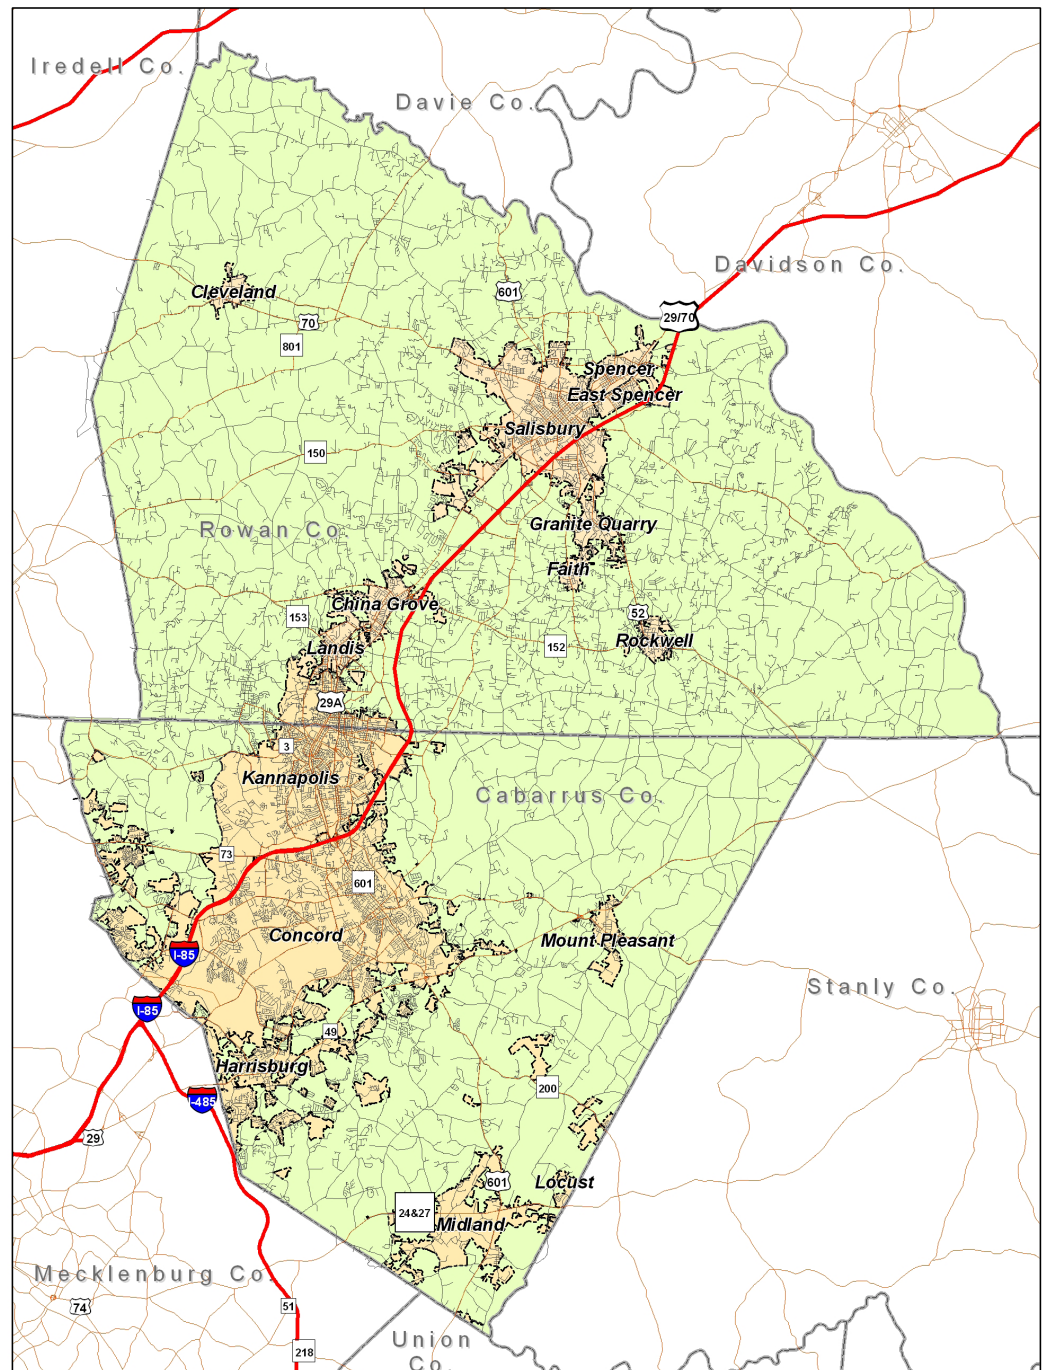 Iredell Co.
Davie Co.
Davidson Co.
Cleveland
601
70
29/70
801
Spencer
East Spencer
Salisbury
150
Granite Quarry
Rowan Co.
Faith
China Grove
153
52
Rockwell
152
Landis
29A
3
Kannapolis
Cabarrus Co.
73
601
Concord
Mount Pleasant
I-85
Stanly Co.
I-85
49
Harrisburg
200
I-485
29
601
Locust
24&27
Midland
Mecklenburg Co.
74
51
Union
Co.
218